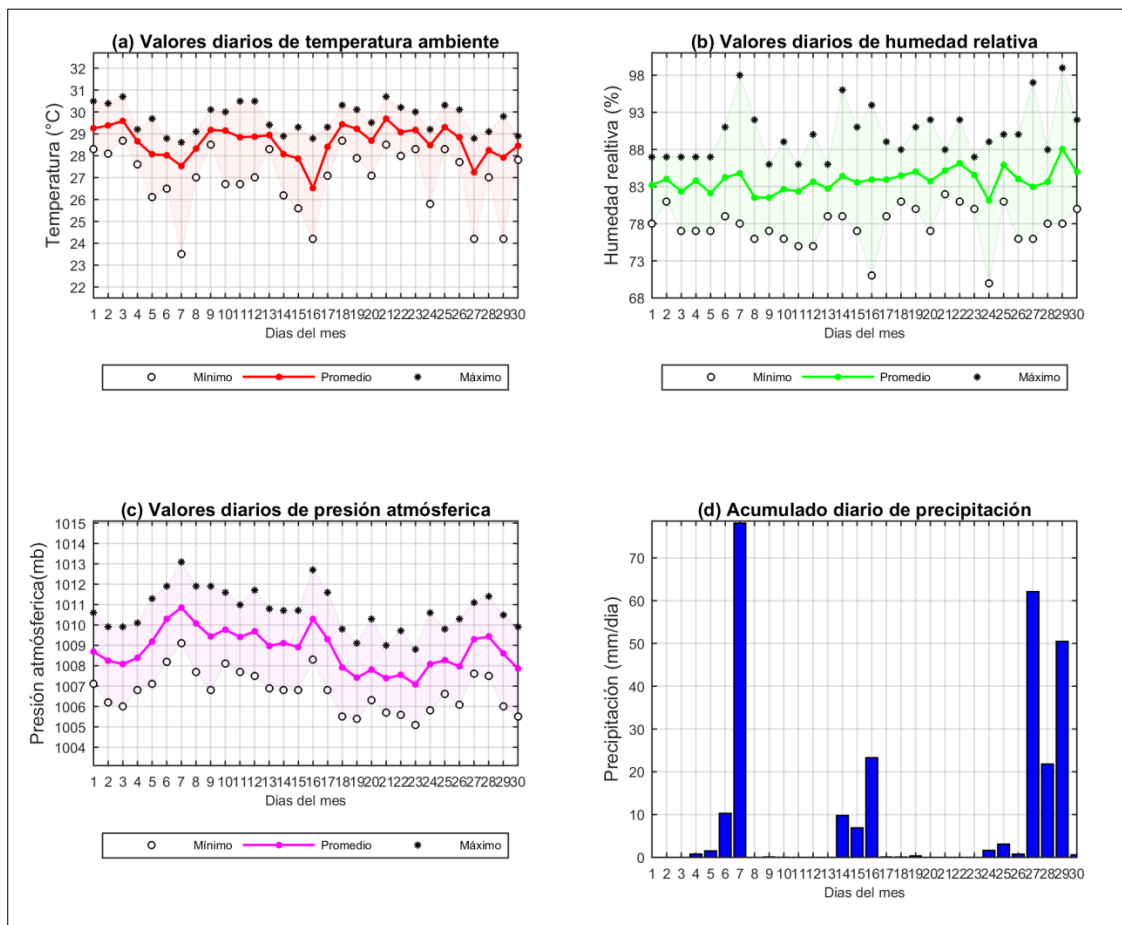 (a) Valores diarios de temperatura ambiente
Temperatura (°C)
32
31
30
29
28
27
26
25
24
23
22
1 2 3 4 5 6 7 8 9 10 11 12 13 14 15 16 17 18 19 20 21 22 23 24 25 26 27 28 29 30
Dias del mes
Mínimo Promedio Máximo
(b) Valores diarios de humedad relativa
Humedad realtiva (%)
98
93
88
83
78
73
68
1 2 3 4 5 6 7 8 9 10 11 12 13 14 15 16 17 18 19 20 21 22 23 24 25 26 27 28 29 30
Dias del mes
Mínimo Promedio Máximo
(c) Valores diarios de presión atmósferica
Presión atmósferica(mb)
1015
1014
1013
1012
1011
1010
1009
1008
1007
1006
1005
1004
1 2 3 4 5 6 7 8 9 10 11 12 13 14 15 16 17 18 19 20 21 22 23 24 25 26 27 28 29 30
Dias del mes
Mínimo Promedio Máximo
(d) Acumulado diario de precipitación
Precipitación (mm/dia)
70
60
50
40
30
20
10
0
1 2 3 4 5 6 7 8 9 10 11 12 13 14 15 16 17 18 19 20 21 22 23 24 25 26 27 28 29 30
Dias del mes